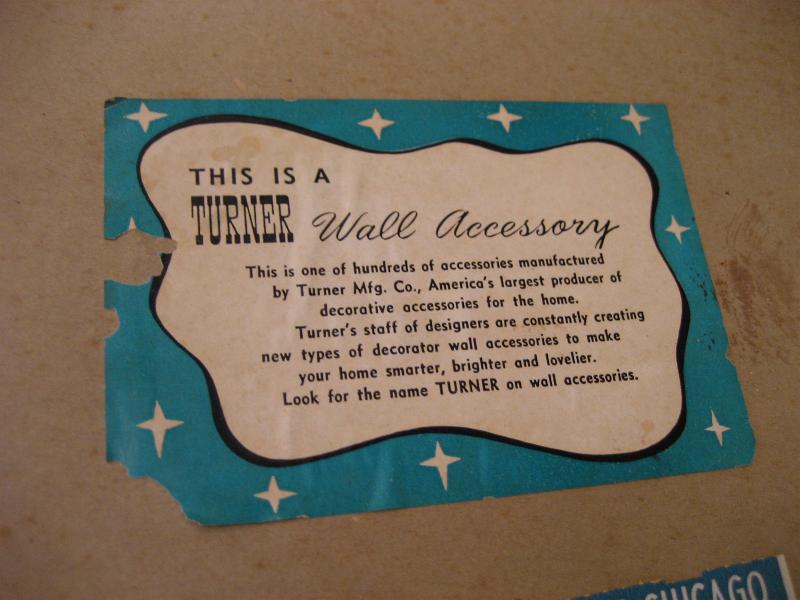 THIS IS A
TURNER Wall Accessory
This is one of hundreds of accessories manufactured
by Turner Mfg. Co., America's largest producer of
decorative accessories for the home.
Turner's staff of designers are constantly creating
new types of decorator wall accessories to make
your home smarter, brighter and lovelier.
Look for the name TURNER on wall accessories.
CHICAGO